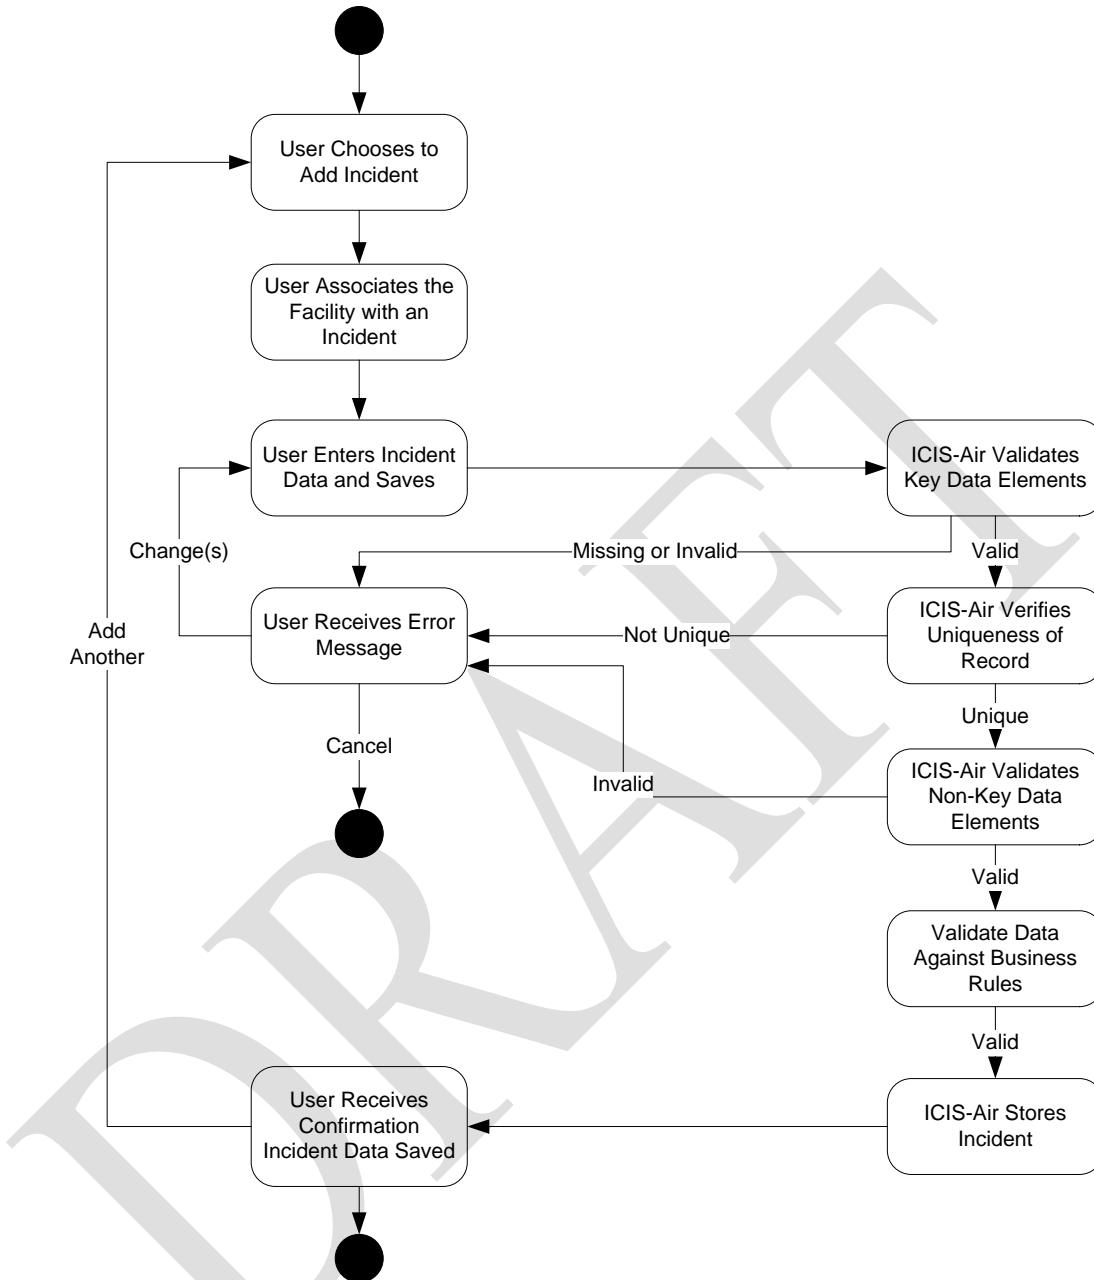 User Chooses to
Add Incident
User Associates the
Facility with an
Incident
User Enters Incident
Data and Saves
ICIS-Air Validates
Key Data Elements
Change(s)
Missing or Invalid
Valid
User Receives Error
Message
Not Unique
ICIS-Air Verifies
Uniqueness of
Record
Add
Another
Unique
Cancel
Invalid
ICIS-Air Validates
Non-Key Data
Elements
Valid
Validate Data
Against Business
Rules
Valid
User Receives
Confirmation
Incident Data Saved
ICIS-Air Stores
Incident
DRAFT